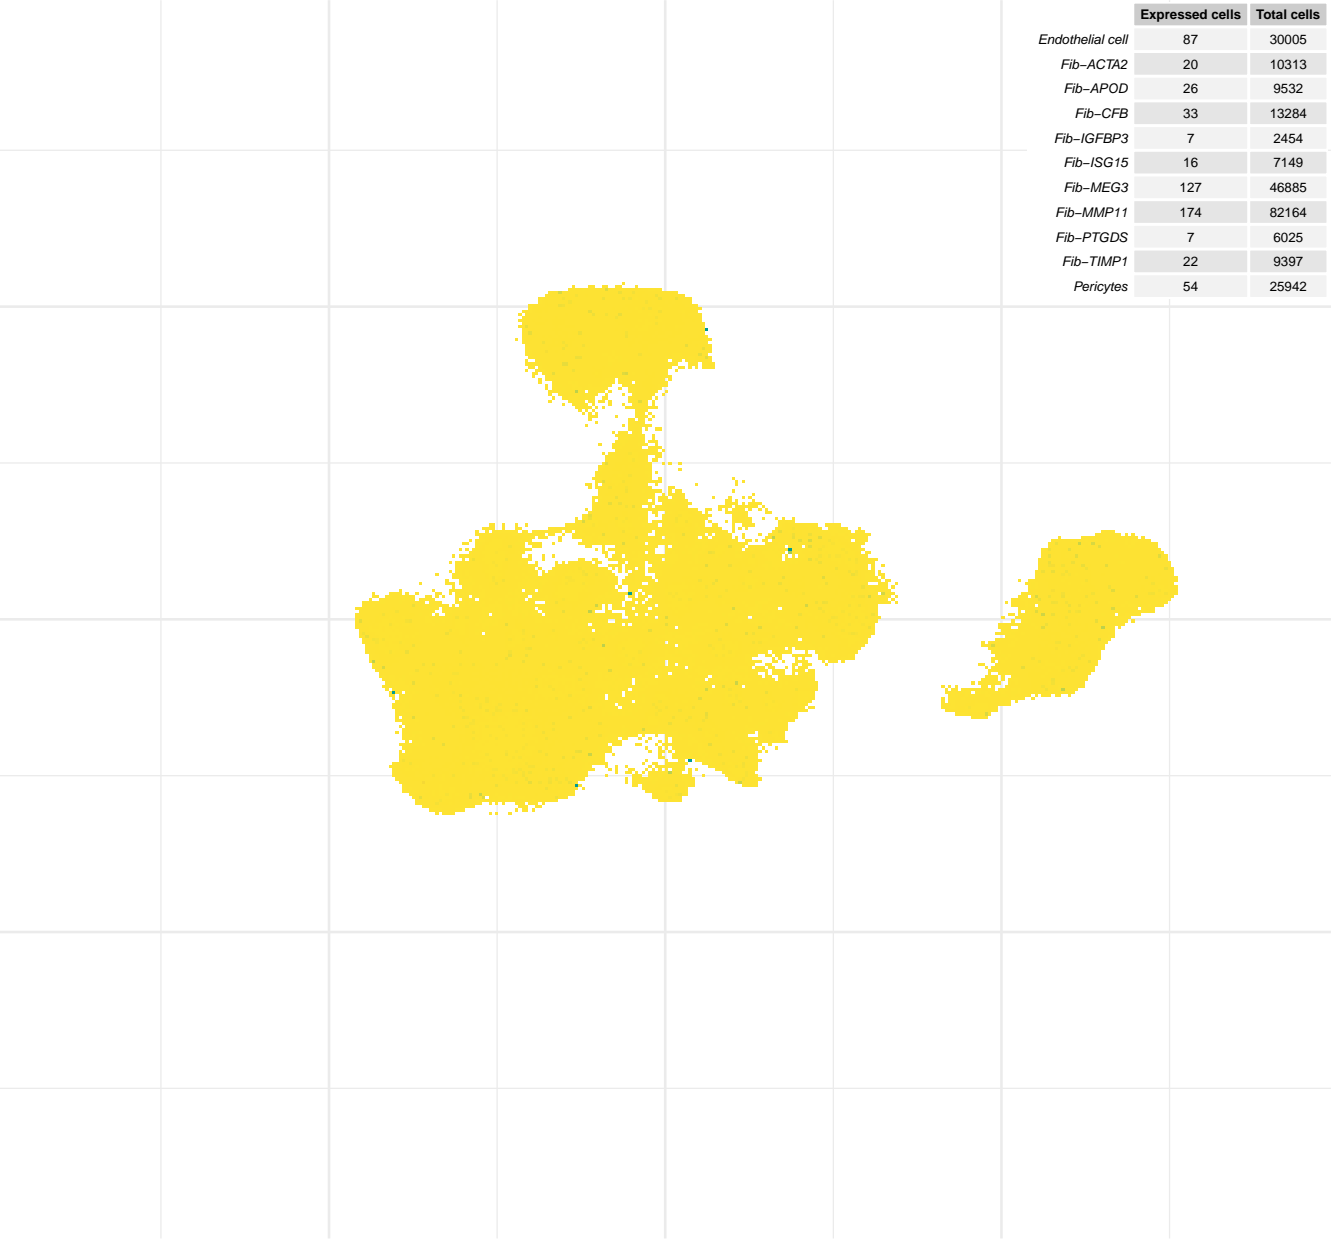 Expressed cells Total cells
Endothelial cell 87 30005
Fib−ACTA2 20 10313
Fib−APOD 26 9532
Fib−CFB 33 13284
Fib−IGFBP3 7 2454
Fib−ISG15 16 7149
Fib−MEG3 127 46885
Fib−MMP11 174 82164
Fib−PTGDS 7 6025
Fib−TIMP1 22 9397
Pericytes 54 25942